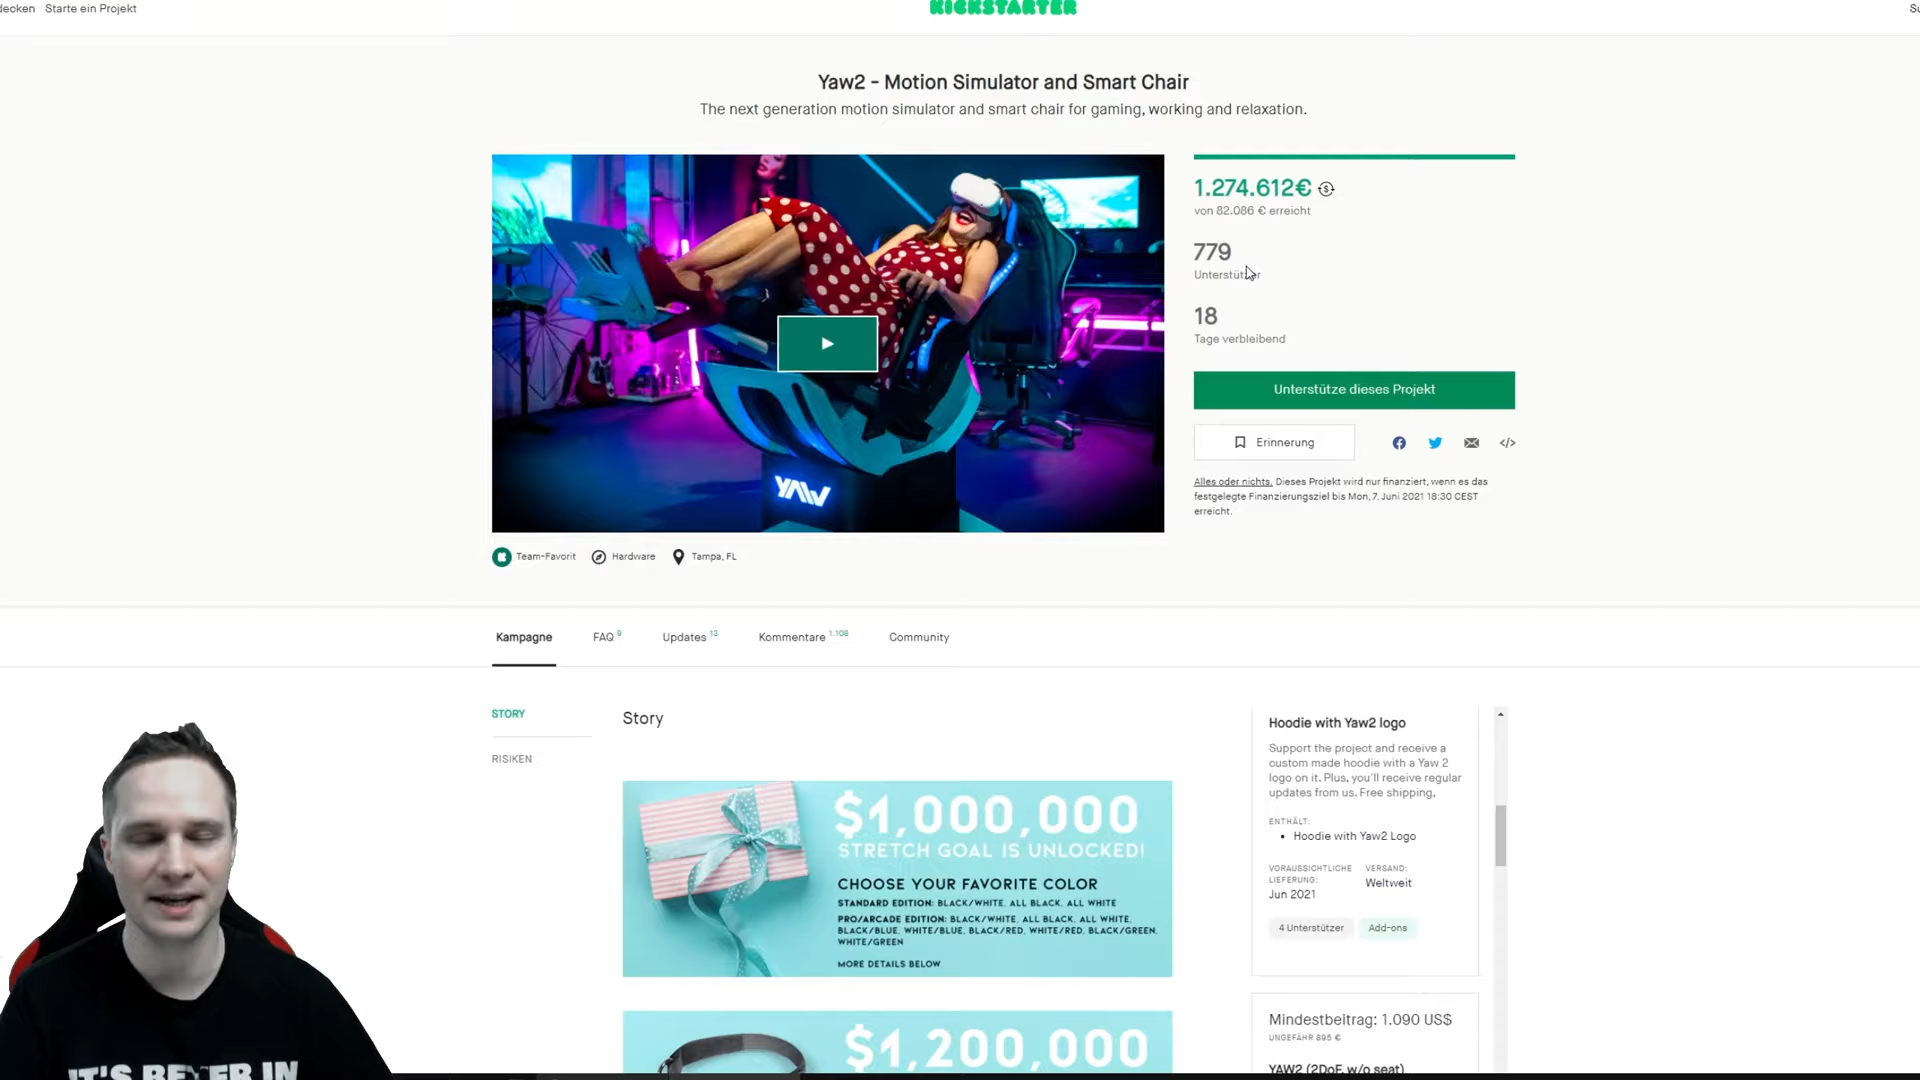 decken Starte ein Projekt
KICKSTARTER
Su
Yaw2 - Motion Simulator and Smart Chair
The next generation motion simulator and smart chair for gaming, working and relaxation.
1.274.612€
von 82.086 € erreicht
779
Unterstützer
18
Tage verbleibend
Unterstütze dieses Projekt
Erinnerung
Alles oder nichts. Dieses Projekt wird nur finanziert, wenn es das
festgelegte Finanzierungsziel bis Mon, 7. Juni 2021 18:30 CEST
erreicht.
YAW
Team-Favorit Hardware Tampa, FL
Kampagne FAQ 9 Updates 13 Kommentare 1.108 Community
STORY
RISIKEN
Story
$1,000,000
STRETCH GOAL IS UNLOCKED!
CHOOSE YOUR FAVORITE COLOR
STANDARD EDITION: BLACK/WHITE, ALL BLACK, ALL WHITE
PRO/ARCADE EDITION: BLACK/WHITE, ALL BLACK, ALL WHITE,
BLACK/BLUE, WHITE/BLUE, BLACK/RED, WHITE/RED, BLACK/GREEN,
WHITE/GREEN
MORE DETAILS BELOW
$1,200,000
Hoodie with Yaw2 logo
Support the project and receive a
custom made hoodie with a Yaw 2
logo on it. Plus, you'll receive regular
updates from us. Free shipping.
ENTHÄLT:
• Hoodie with Yaw2 Logo
VORAUSSICHTLICHE
LIEFERUNG:
Jun 2021
VERSAND:
Weltweit
4 Unterstützer Add-ons
Mindestbeitrag: 1.090 US$
UNGEFÄHR 895 €
YAW2 (2DoF, w/o seat)
IT'S BETTER IN